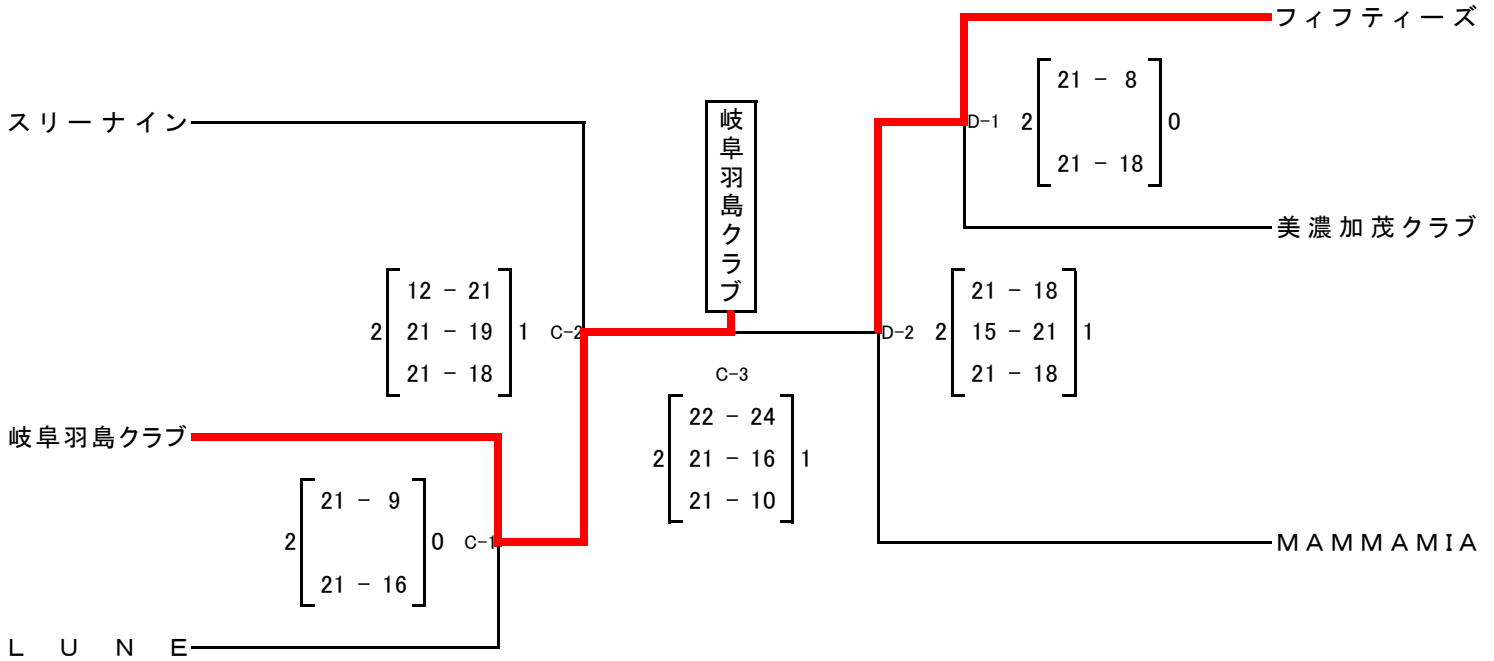 フィフティーズ
21 - 8
スリーナイン
岐阜羽島クラブ
D-1 2 0
21 - 18
美濃加茂クラブ
12 - 21
21 - 18
2 21 - 19 1 C-2
D-2 2 15 - 21 1
21 - 18
21 - 18
C-3
22 - 24
岐阜羽島クラブ
2 21 - 16 1
21 - 9
21 - 10
2 0 C-1
MAMMAMIA
21 - 16
LUNE